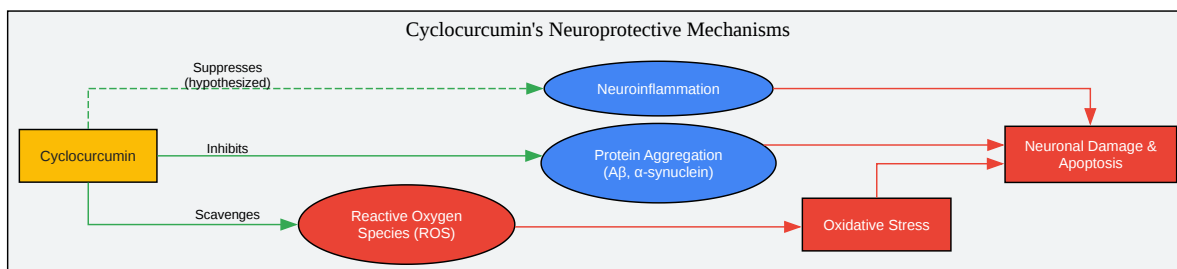 Cyclocurcumin's Neuroprotective Mechanisms
Suppresses
(hypothesized)
Neuroinflammation
Cyclocurcumin
Inhibits
Protein Aggregation
(Aβ, α-synuclein)
Neuronal Damage &
Apoptosis
Scavenges
Reactive Oxygen
Species (ROS)
Oxidative Stress